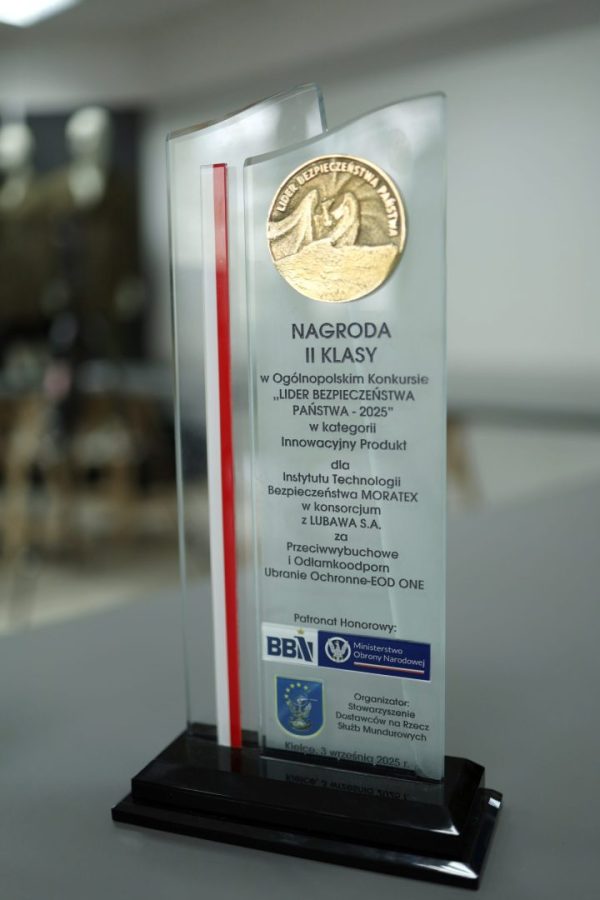 LIDER BEZPIECZEŃSTWA PAŃSTWA
NAGRODA
II KLASY
w Ogólnopolskim Konkursie
„LIDER BEZPIECZEŃSTWA
PAŃSTWA - 2025"
w kategorii
Innowacyjny Produkt
dla
Instytutu Technologii
Bezpieczeństwa MORATEX
w konsorcjum
z LUBAWA S.A.
za
Przeciwwybuchowe
i Odłamkoodporn
Ubranie Ochronne-EOD ONE
Patronat Honorowy:
BBN
Ministerstwo
Obrony Narodowej
Organizator:
Stowarzyszenie
Dostawców na Rzecz
Służb Mundurowych
Kielce, 3 września 2025 r.